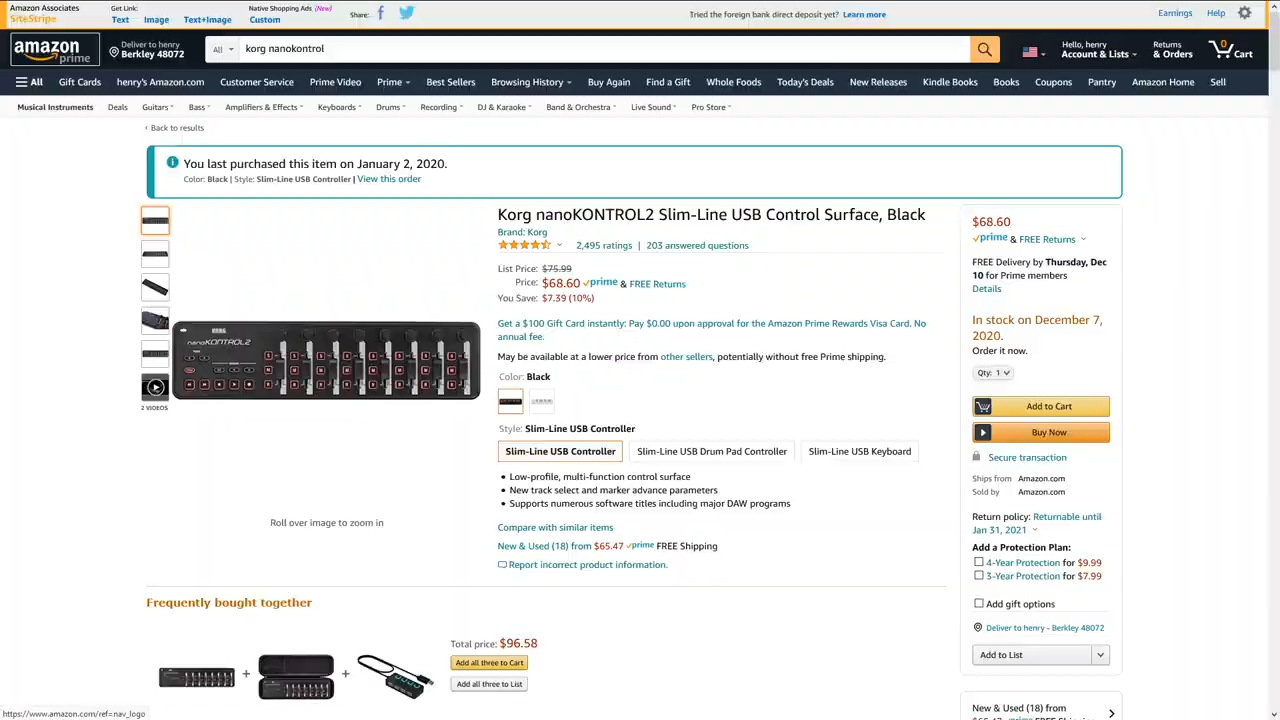 Amazon Associates
SiteStripe
Get Link:
Text Image Text+Image
Native Shopping Ads (New)
Custom
Share:
Tried the foreign bank direct deposit yet? Learn more
Earnings Help
amazon
prime
Deliver to henry
Berkley 48072
All
korg nanokontrol
Hello, henry
Account & Lists
Returns
& Orders
0
Cart
All
Gift Cards
henry's Amazon.com
Customer Service
Prime Video
Prime
Best Sellers
Browsing History
Buy Again
Find a Gift
Whole Foods
Today's Deals
New Releases
Kindle Books
Books
Coupons
Pantry
Amazon Home
Sell
Musical Instruments
Deals
Guitars
Bass
Amplifiers & Effects
Keyboards
Drums
Recording
DJ & Karaoke
Band & Orchestra
Live Sound
Pro Store
‹ Back to results
You last purchased this item on January 2, 2020.
Color: Black | Style: Slim-Line USB Controller | View this order
KORG
nanoKONTROL2
2 VIDEOS
Roll over image to zoom in
Korg nanoKONTROL2 Slim-Line USB Control Surface, Black
Brand: Korg
2,495 ratings | 203 answered questions
List Price: $75.99
Price: $68.60 prime & FREE Returns
You Save: $7.39 (10%)
Get a $100 Gift Card instantly: Pay $0.00 upon approval for the Amazon Prime Rewards Visa Card. No
annual fee.
May be available at a lower price from other sellers, potentially without free Prime shipping.
Color: Black
Style: Slim-Line USB Controller
Slim-Line USB Controller
Slim-Line USB Drum Pad Controller
Slim-Line USB Keyboard
• Low-profile, multi-function control surface
• New track select and marker advance parameters
• Supports numerous software titles including major DAW programs
Compare with similar items
New & Used (18) from $65.47 prime FREE Shipping
Report incorrect product information.
$68.60
prime & FREE Returns
FREE Delivery by Thursday, Dec
10 for Prime members
Details
In stock on December 7,
2020.
Order it now.
Qty: 1
Add to Cart
Buy Now
Secure transaction
Ships from Amazon.com
Sold by Amazon.com
Return policy: Returnable until
Jan 31, 2021
Add a Protection Plan:
4-Year Protection for $9.99
3-Year Protection for $7.99
Add gift options
Deliver to henry - Berkley 48072
Add to List
New & Used (18) from
$65.47 prime FREE Shipping
Frequently bought together
Total price: $96.58
Add all three to Cart
Add all three to List
+
+
https://www.amazon.com/ref=nav_logo